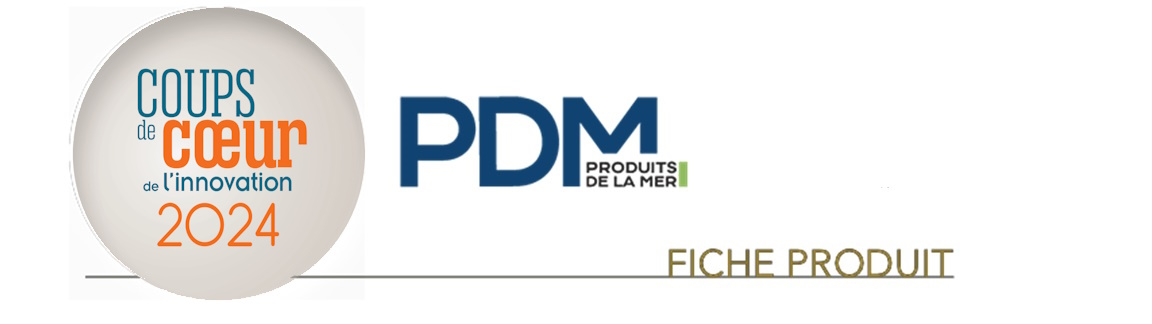 COUPS
de cœur
de l'innovation
2024
PDM
PRODUITS
DE LA MER
FICHE PRODUIT